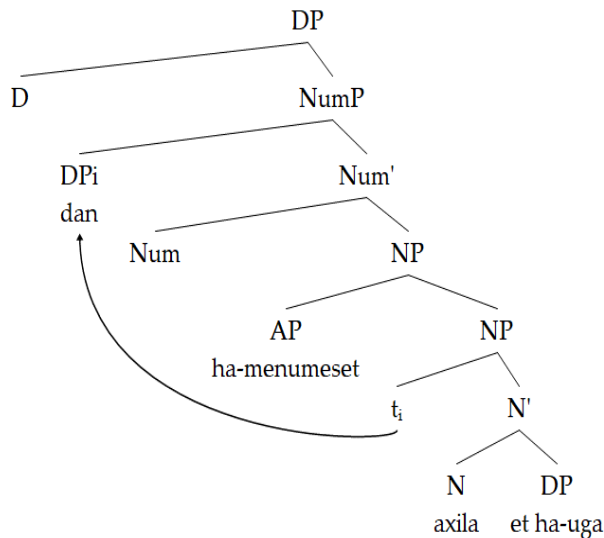 DP
D NumP
DPi Num'
dan
Num NP
AP NP
ha-menumeset
ti N'
N DP
axila et ha-uga